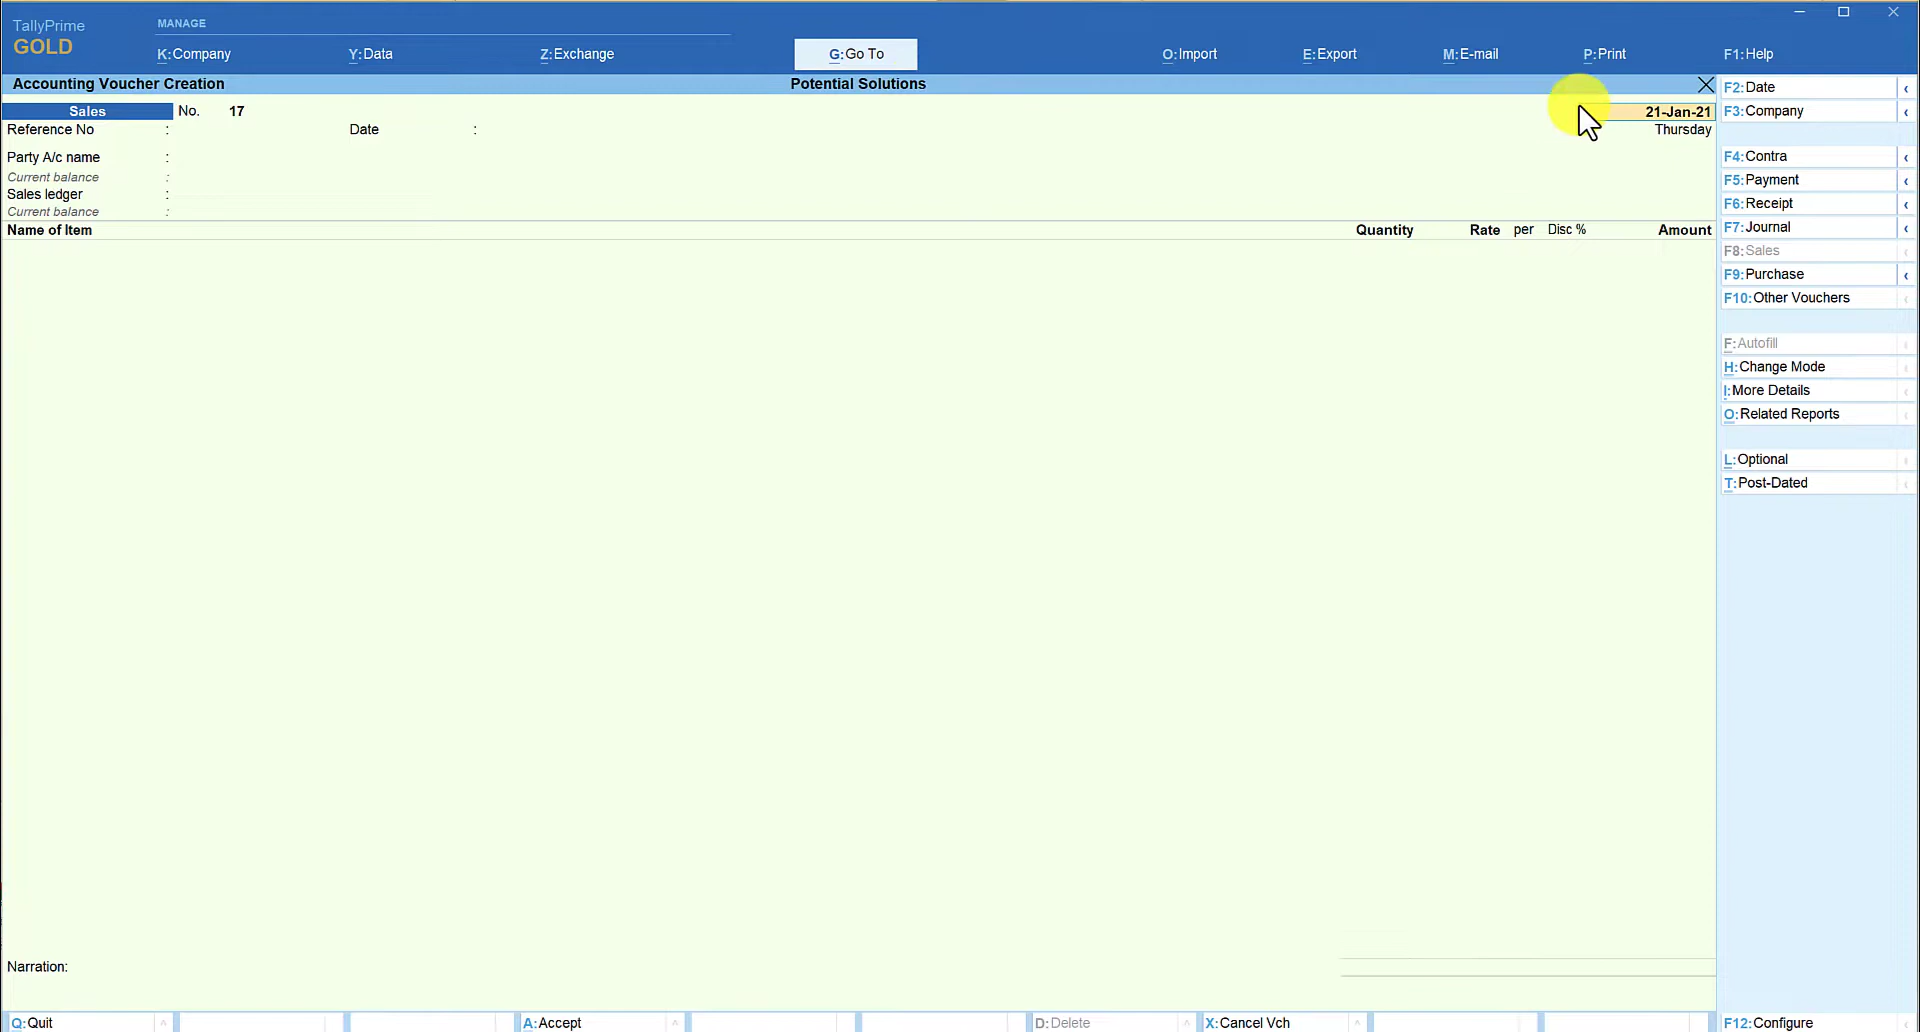 TallyPrime
GOLD
MANAGE
K:Company Y:Data Z:Exchange G:Go To O:Import E:Export M:E-mail P:Print F1:Help
Accounting Voucher Creation Potential Solutions
Sales No. 17 21-Jan-21
Reference No : Date : Thursday
Party A/c name :
Current balance :
Sales ledger :
Current balance :
Name of Item Quantity Rate per Disc % Amount
Narration:
F2:Date
F3:Company
F4:Contra
F5:Payment
F6:Receipt
F7:Journal
F8:Sales
F9:Purchase
F10:Other Vouchers
F:Autofill
H:Change Mode
I:More Details
O:Related Reports
L:Optional
T:Post-Dated
Q:Quit A:Accept D:Delete X:Cancel Vch F12:Configure